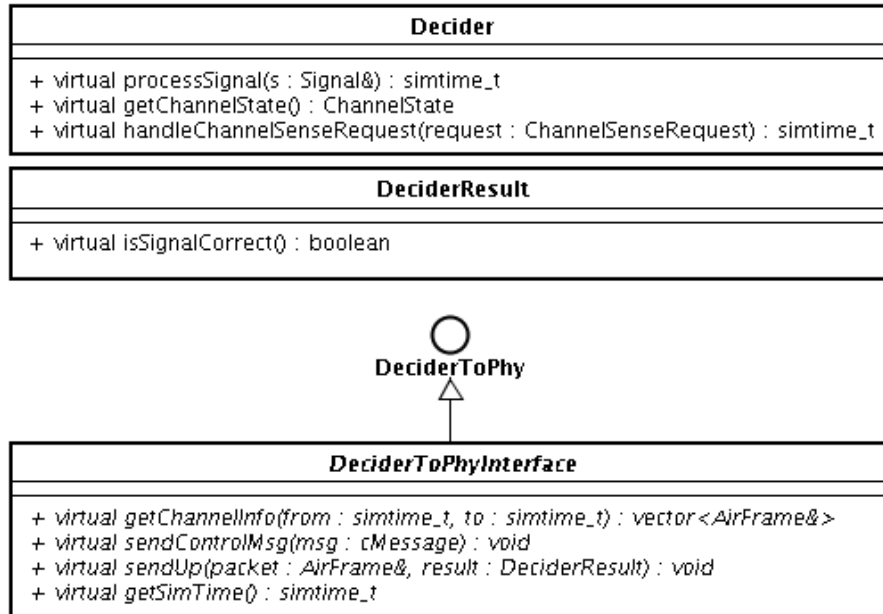 Decider
+ virtual processSignal(s : Signal&) : simtime_t
+ virtual getChannelState() : ChannelState
+ virtual handleChannelSenseRequest(request : ChannelSenseRequest) : simtime_t
DeciderResult
+ virtual isSignalCorrect() : boolean
DeciderToPhy
DeciderToPhyInterface
+ virtual getChannelInfo(from : simtime_t, to : simtime_t) : vector<AirFrame&>
+ virtual sendControlMsg(msg : cMessage) : void
+ virtual sendUp(packet : AirFrame&, result : DeciderResult) : void
+ virtual getSimTime() : simtime_t